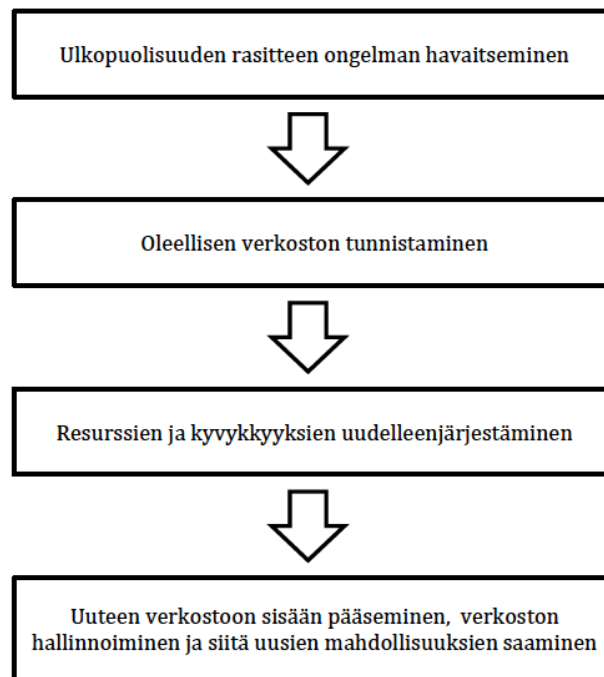 Ulkopuolisuuden rasitteen ongelman havaitseminen
Oleellisen verkoston tunnistaminen
Resurssien ja kyvykkyyksien uudelleenjärjestäminen
Uuteen verkostoon sisään pääseminen, verkoston
hallinnoiminen ja siitä uusien mahdollisuuksien saaminen